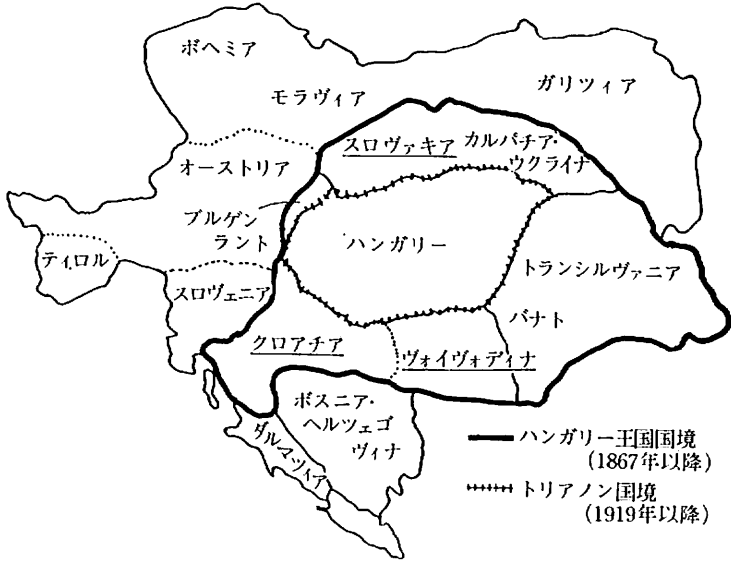 ボヘミア
モラヴィア
ガリツィア
スロヴァキア
カルパチア・
ウクライナ
オーストリア
ブルゲン
ラント
ハンガリー
ティロル
トランシルヴァニア
スロヴェニア
バナト
クロアチア
ヴォイヴォディナ
ボスニア・
ヘルツェゴ
ヴィナ
ダルマツィア
ハンガリー王国国境
(1867年以降)
トリアノン国境
(1919年以降)